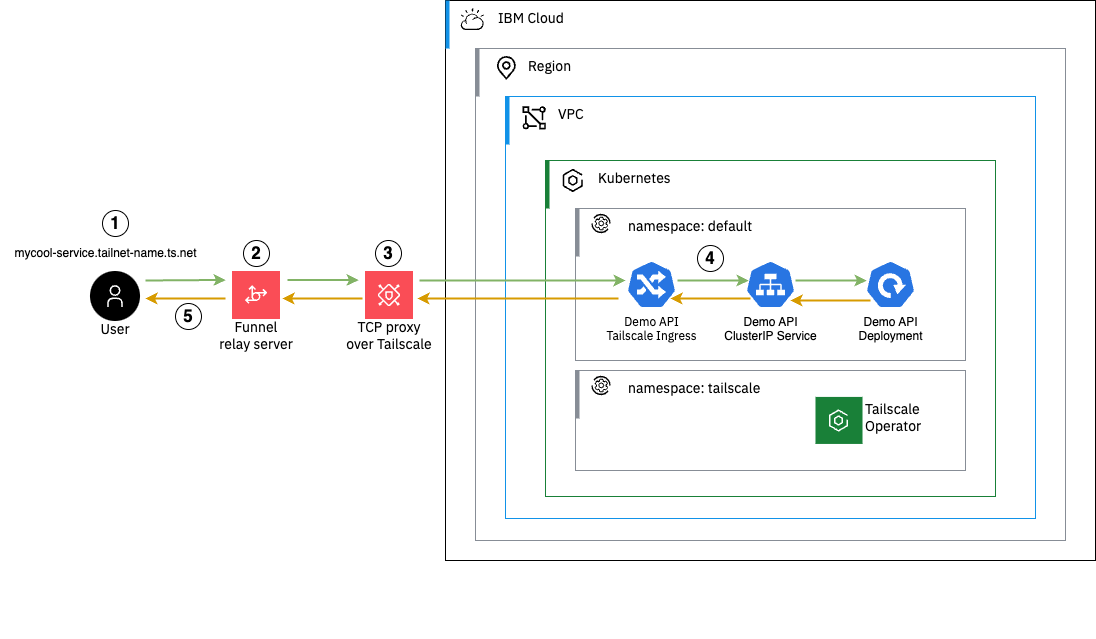 IBM Cloud
Region
VPC
Kubernetes
namespace: default
1
mycool-service.tailnet-name.ts.net
User
2
Funnel
relay server
3
TCP proxy
over Tailscale
4
5
Demo API
Tailscale Ingress
Demo API
ClusterIP Service
Demo API
Deployment
namespace: tailscale
Tailscale
Operator